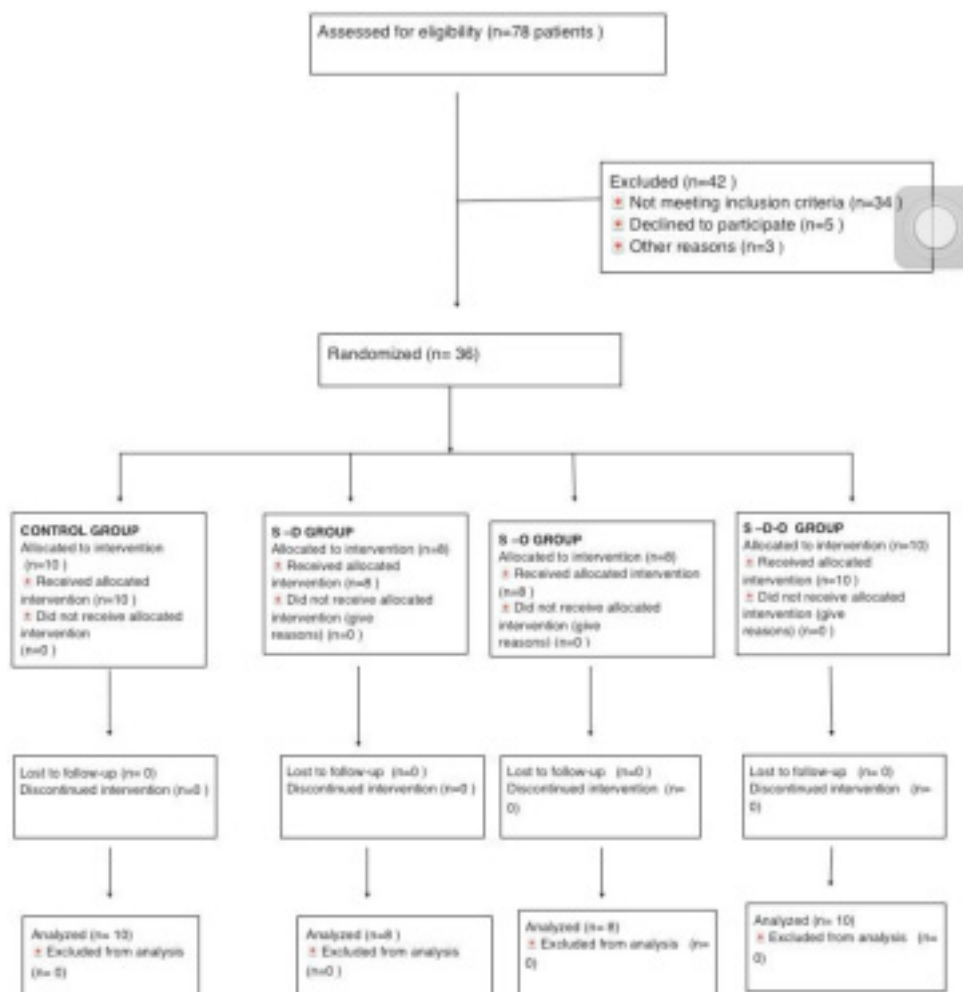 Assessed for eligibility (n=78 patients )
Excluded (n=42 )
Not meeting inclusion criteria (n=34 )
Declined to participate (n=5 )
Other reasons (n=3 )
Randomized (n= 36)
CONTROL GROUP
Allocated to intervention
(n=10 )
Received allocated
intervention (n=10 )
Did not receive allocated
intervention
(n=0 )
S –D GROUP
Allocated to intervention (n=8)
Received allocated
intervention (n=8 )
Did not receive allocated
intervention (give
reasons) (n=0 )
S –O GROUP
Allocated to intervention (n=8)
Received allocated intervention
(n=8 )
Did not receive allocated
intervention (give
reasons) (n=0 )
S –D-O GROUP
Allocated to intervention (n=10)
Received allocated
intervention (n=10 )
Did not receive allocated
intervention (give
reasons) (n=0 )
Lost to follow-up (n= 0)
Discontinued intervention (n=0 )
Lost to follow-up (n=0 )
Discontinued intervention (n=0 )
Lost to follow-up (n=0 )
Discontinued intervention (n=
0)
Lost to follow-up (n= 0)
Discontinued intervention (n=
0)
Analyzed (n= 10)
Excluded from analysis
(n= 0)
Analyzed (n=8 )
Excluded from analysis
(n=0 )
Analyzed (n= 8)
Excluded from analysis (n=
0)
Analyzed (n= 10)
Excluded from analysis (n=
0)